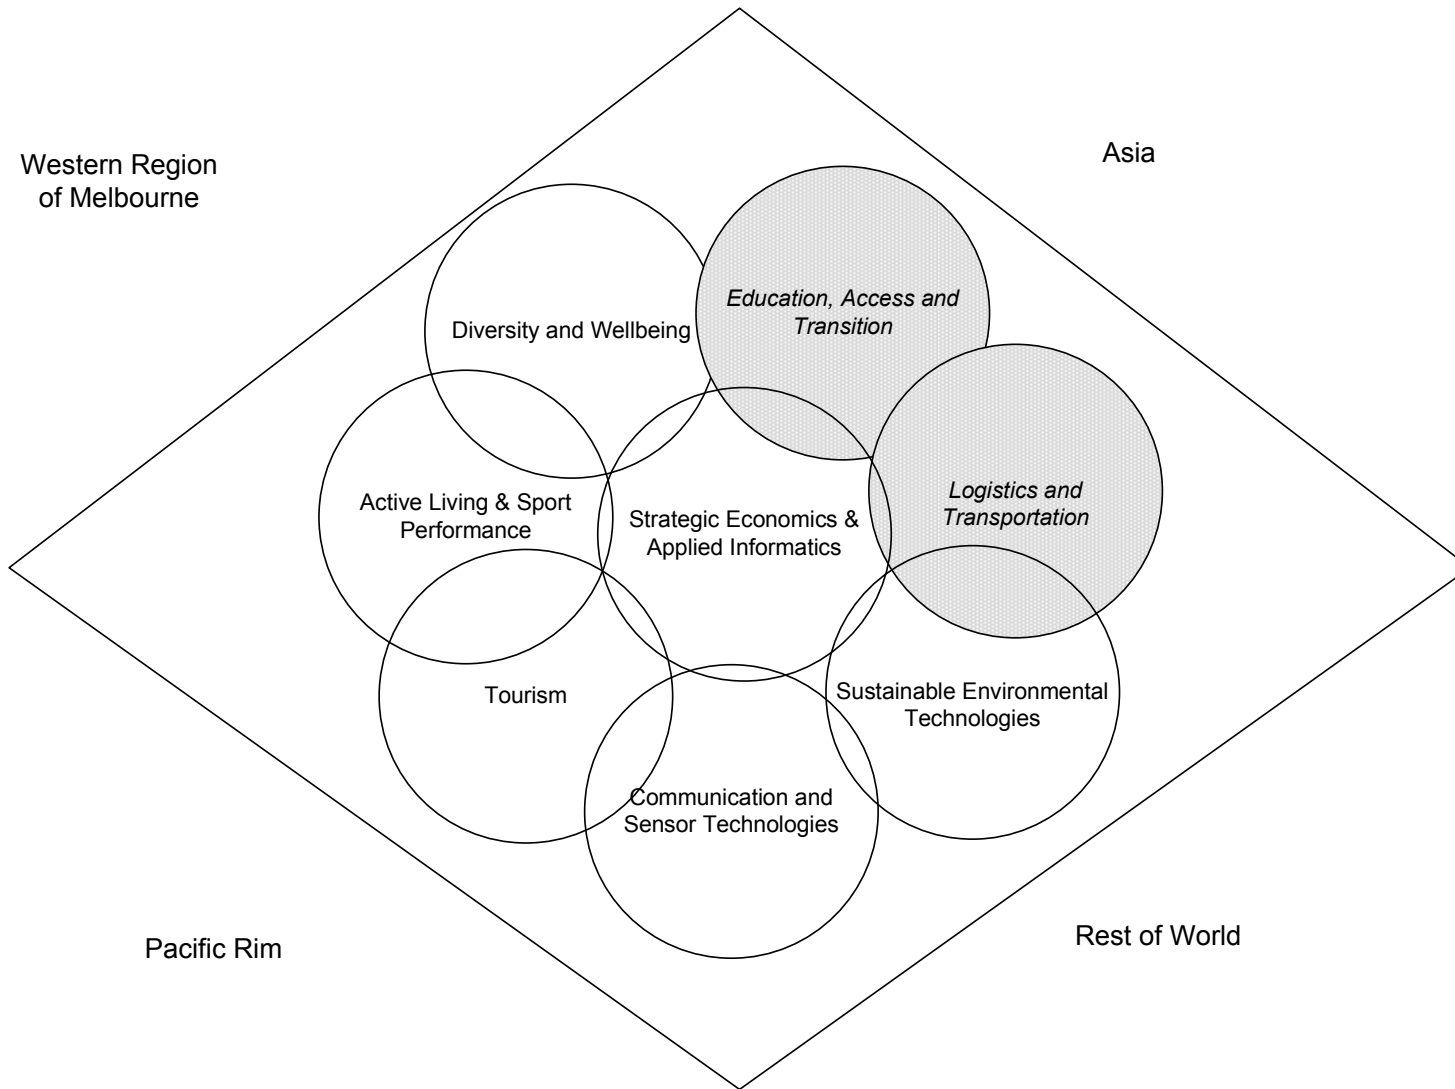 Western Region
of Melbourne
Asia
Education, Access and
Transition
Diversity and Wellbeing
Logistics and
Transportation
Active Living & Sport
Performance
Strategic Economics &
Applied Informatics
Tourism
Sustainable Environmental
Technologies
Communication and
Sensor Technologies
Pacific Rim
Rest of World